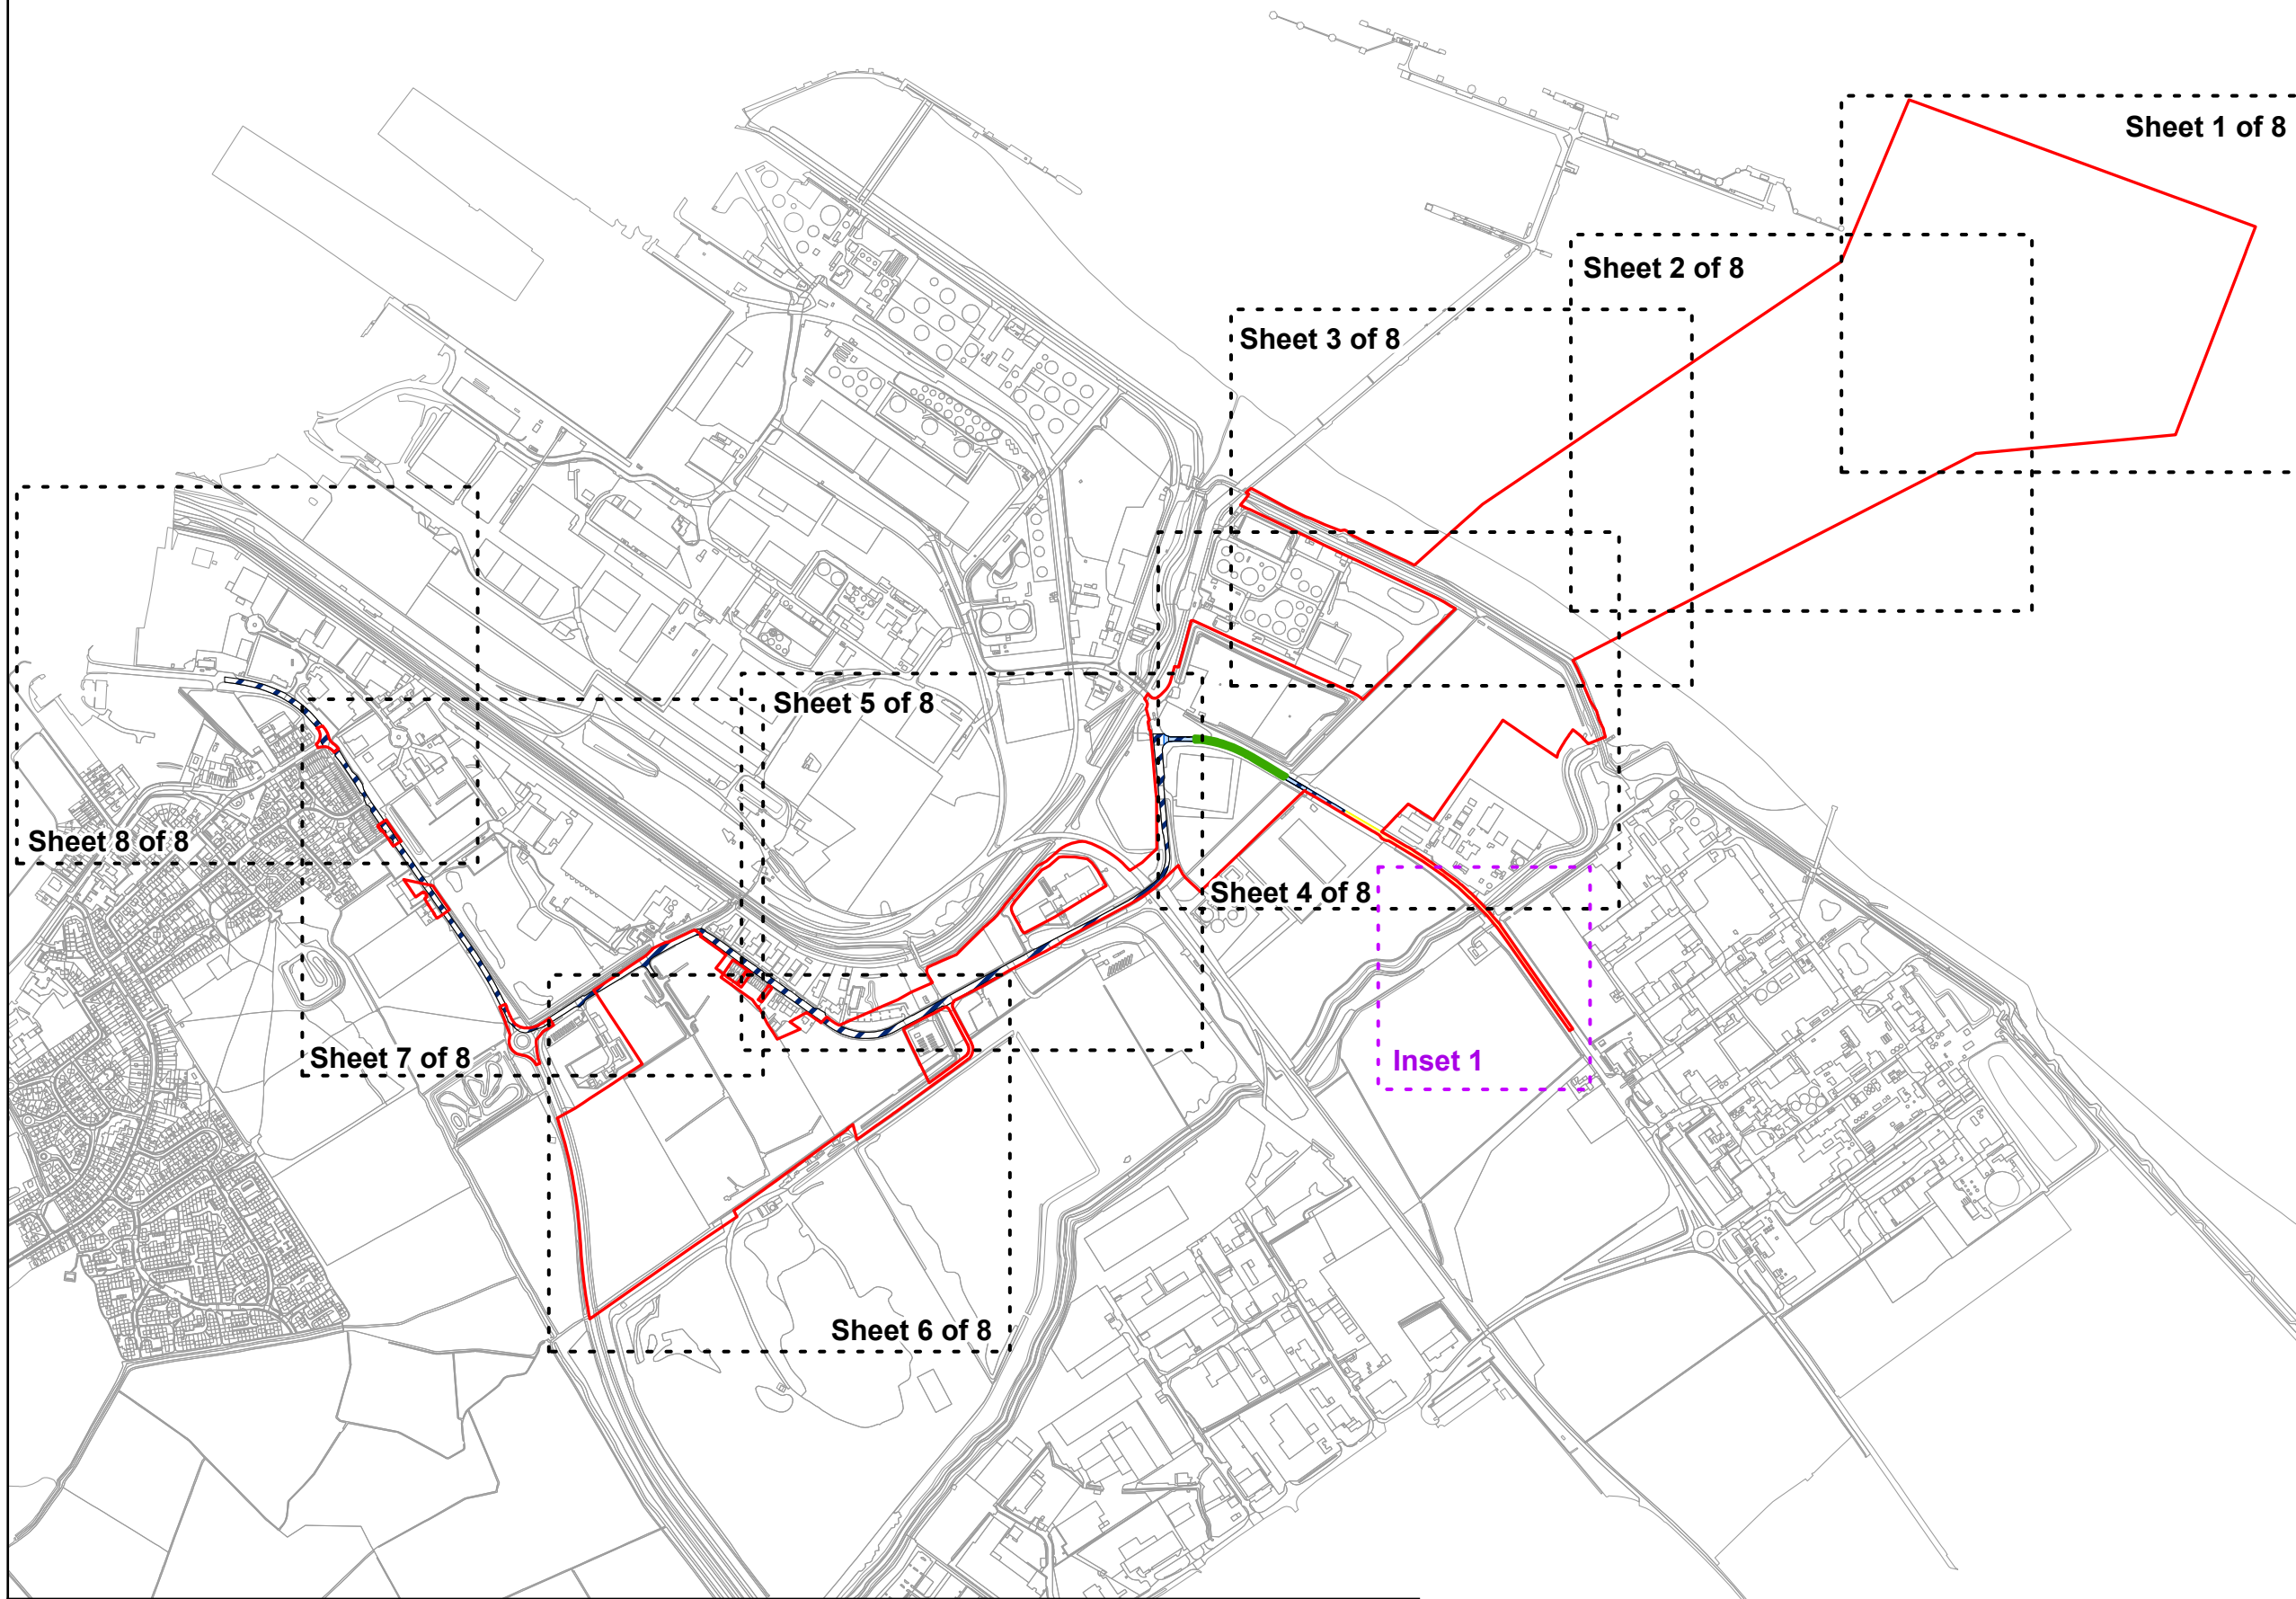 Sheet 1 of 8
Sheet 2 of 8
Sheet 3 of 8
Sheet 5 of 8
Sheet 8 of 8
Sheet 4 of 8
Sheet 7 of 8
Inset 1
Sheet 6 of 8